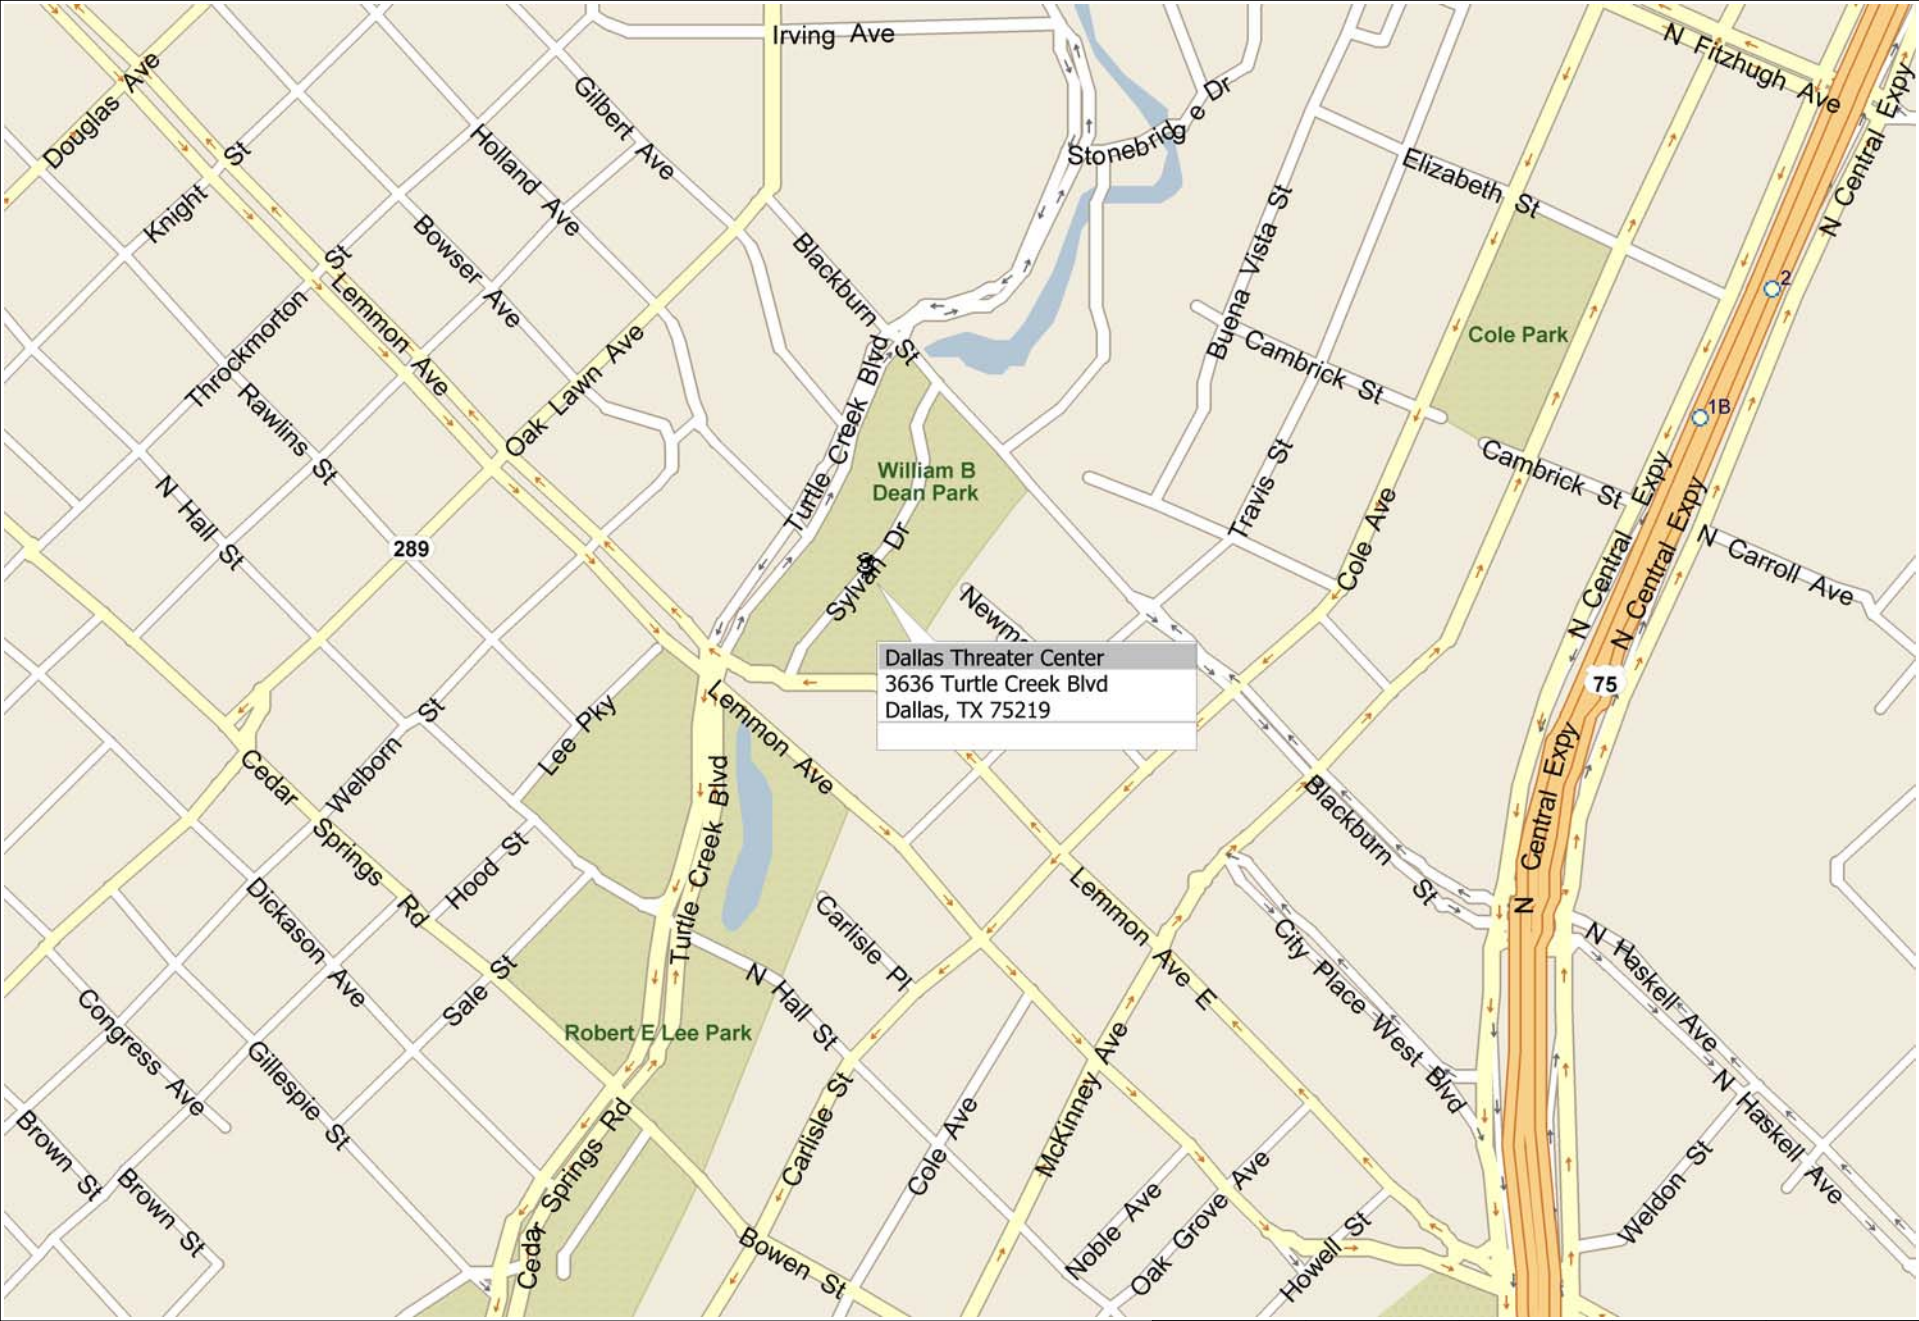 Irving Ave
N Fitzhugh Ave
Douglas Ave
Gilbert Ave
Stonebridg e Dr
N Central Expy
Holland Ave
Knight St
Elizabeth St
Bowser Ave
Blackburn St
Buena Vista St
2
Throckmorton St
Lemmon Ave
Cole Park
Cambrick St
Oak Lawn Ave
Turtle Creek Blvd
1B
Rawlins St
William B
Dean Park
Travis St
Cambrick St
N Hall St
Cole Ave
N Central Expy
N Central Expy
N Carroll Ave
289
Sylvan Dr
Newma
Dallas Threater Center
3636 Turtle Creek Blvd
Dallas, TX 75219
75
Lee Pky
Lemmon Ave
Welborn St
Cedar Springs Rd
Turtle Creek Blvd
N Central Expy
Blackburn St
Hood St
Dickason Ave
Carlisle Pl
Lemmon Ave E
City Place West Blvd
N Haskell Ave
Sale St
N Hall St
Congress Ave
Gillespie St
Robert E Lee Park
McKinney Ave
Carlisle St
Cole Ave
N Haskell Ave
Brown St
Brown St
Cedar Springs Rd
Bowen St
Noble Ave
Oak Grove Ave
Howell St
Weldon St